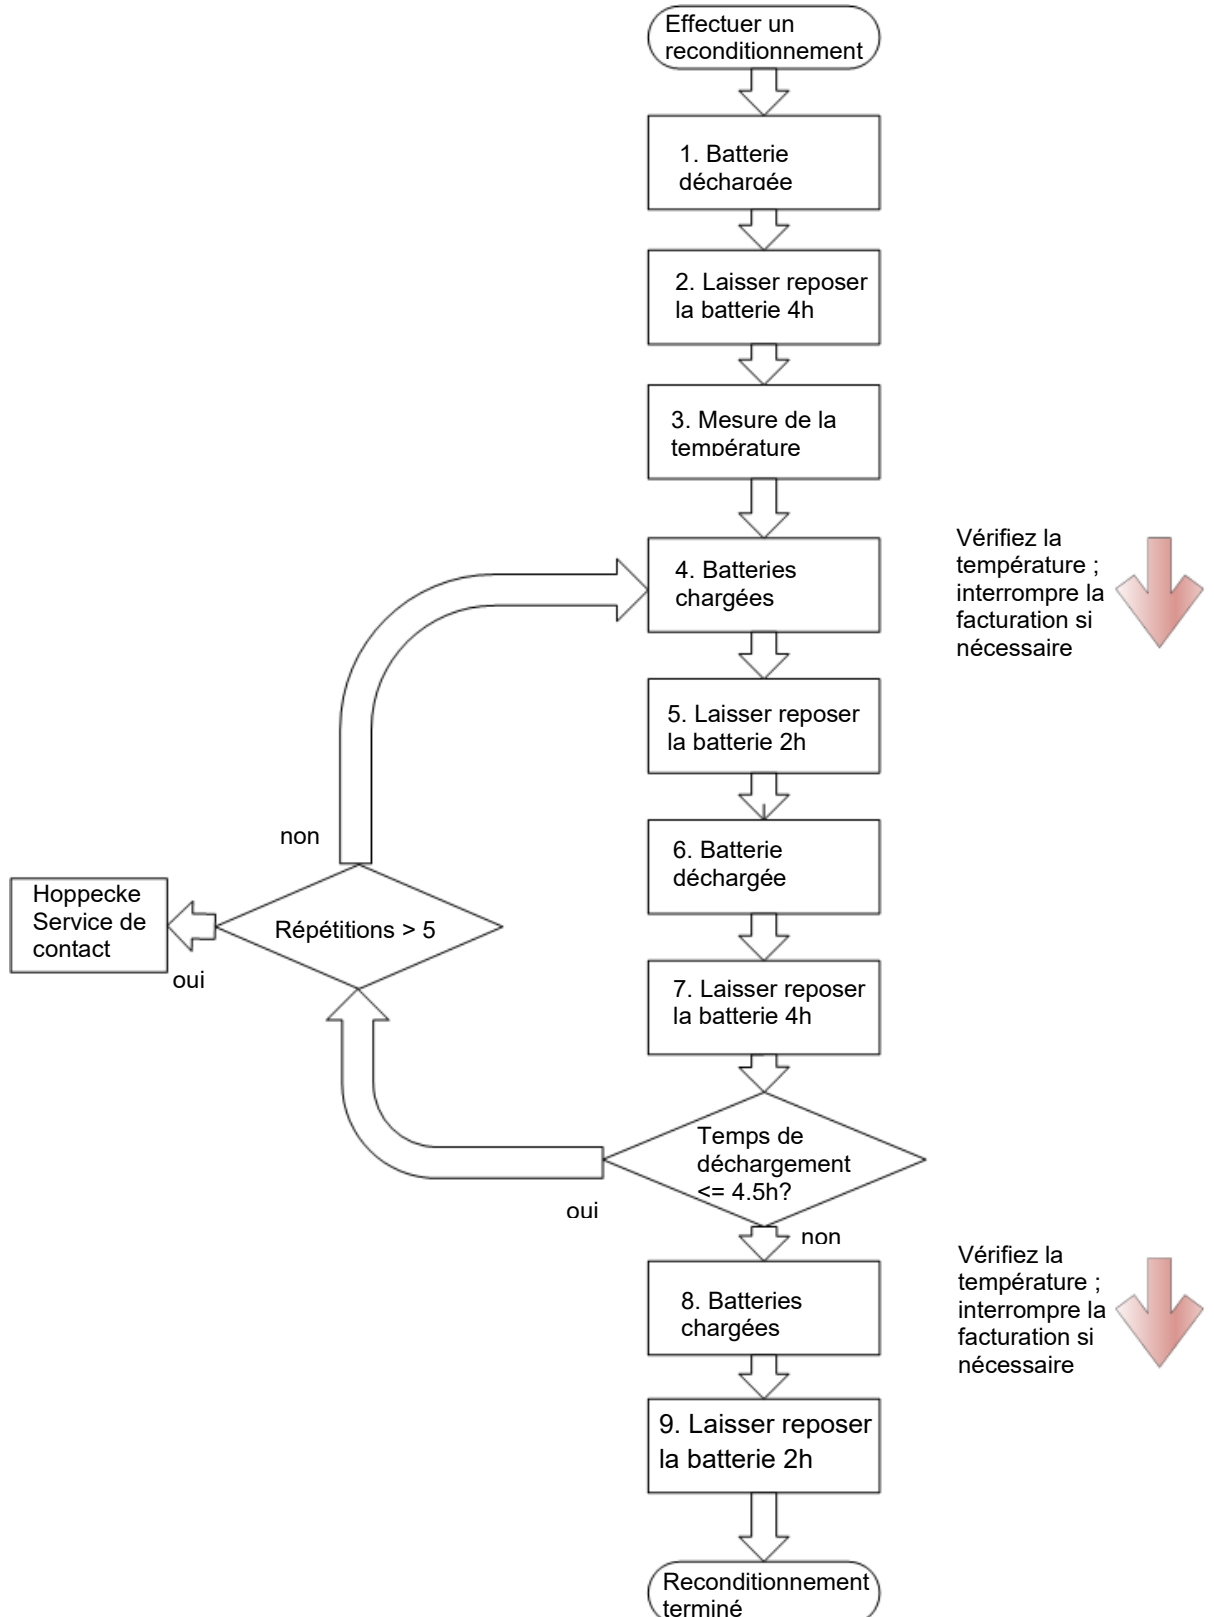 Effectuer un
reconditionnement
1. Batterie
déchargée
2. Laisser reposer
la batterie 4h
3. Mesure de la
température
4. Batteries
chargées
Vérifiez la
température ;
interrompre la
facturation si
nécessaire
5. Laisser reposer
la batterie 2h
non
6. Batterie
déchargée
Hoppecke
Service de
contact
Répétitions > 5
oui
7. Laisser reposer
la batterie 4h
Temps de
déchargement
<= 4.5h?
oui
non
8. Batteries
chargées
Vérifiez la
température ;
interrompre la
facturation si
nécessaire
9. Laisser reposer
la batterie 2h
Reconditionnement
terminé